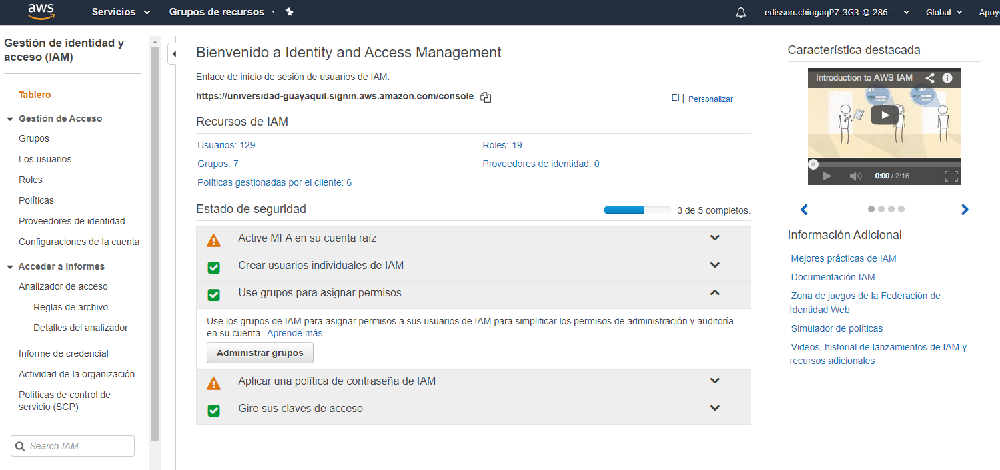 aws
Servicios
Grupos de recursos
edisson.chingaqP7-3G3 @ 286...
Global
Apoy
Gestión de identidad y
acceso (IAM)
Tablero
Gestión de Acceso
Grupos
Los usuarios
Roles
Políticas
Proveedores de identidad
Configuraciones de la cuenta
Acceder a informes
Analizador de acceso
Reglas de archivo
Detalles del analizador
Informe de credencial
Actividad de la organización
Políticas de control de
servicio (SCP)
Search IAM
Bienvenido a Identity and Access Management
Enlace de inicio de sesión de usuarios de IAM:
https://universidad-guayaquil.signin.aws.amazon.com/console
El | Personalizar
Recursos de IAM
Usuarios: 129
Roles: 19
Grupos: 7
Proveedores de identidad: 0
Políticas gestionadas por el cliente: 6
Estado de seguridad
3 de 5 completos.
Active MFA en su cuenta raíz
Crear usuarios individuales de IAM
Use grupos para asignar permisos
Use los grupos de IAM para asignar permisos a sus usuarios de IAM para simplificar los permisos de administración y auditoría
en su cuenta. Aprende más
Administrar grupos
Aplicar una política de contraseña de IAM
Gire sus claves de acceso
Característica destacada
Introduction to AWS IAM
0:00 / 2:16
Información Adicional
Mejores prácticas de IAM
Documentación IAM
Zona de juegos de la Federación de
Identidad Web
Simulador de políticas
Videos, historial de lanzamientos de IAM y
recursos adicionales